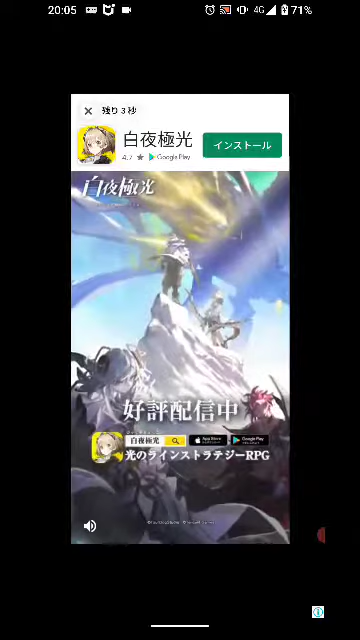 20:05
4G
71%
残り 3 秒
白夜極光
4.7 ★ Google Play
インストール
白夜極光
好評配信中
白夜極光
App Store
Google Play
光のラインストラテジーRPG